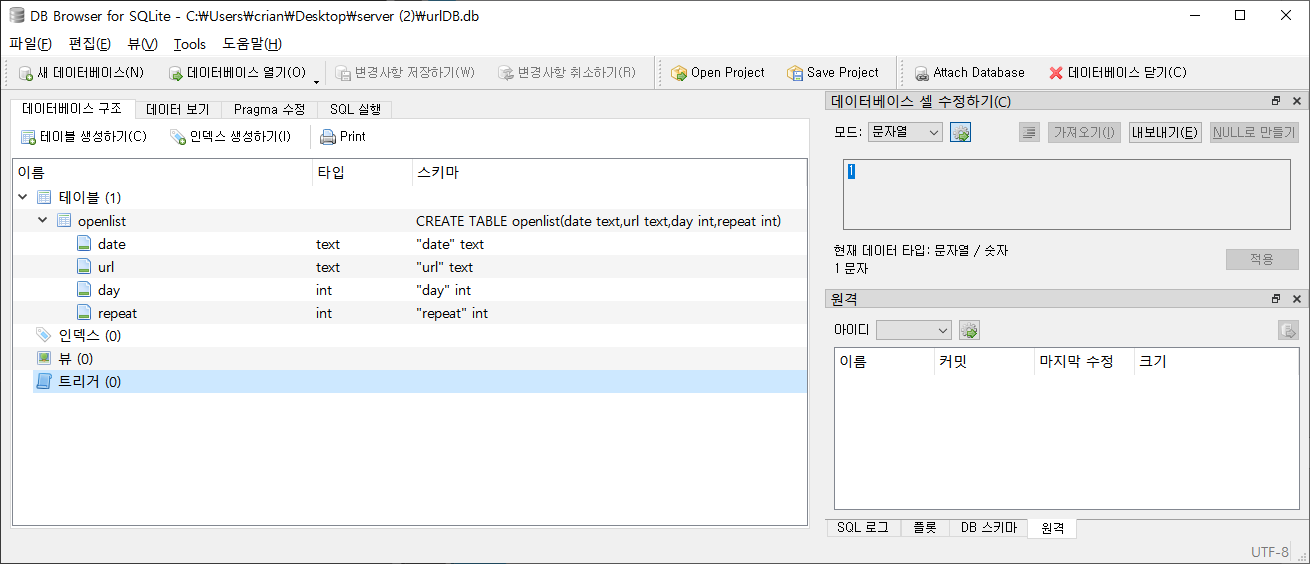 DB Browser for SQLite - C:₩Users₩crian₩Desktop₩server (2)₩urlDB.db
파일(F) 편집(E) 뷰(V) Tools 도움말(H)
새 데이터베이스(N) 데이터베이스 열기(O) 변경사항 저장하기(W) 변경사항 취소하기(R) Open Project Save Project Attach Database 데이터베이스 닫기(C)
데이터베이스 구조 데이터 보기 Pragma 수정 SQL 실행
테이블 생성하기(C) 인덱스 생성하기(I) Print
이름 타입 스키마
테이블 (1)
openlist CREATE TABLE openlist(date text,url text,day int,repeat int)
date text "date" text
url text "url" text
day int "day" int
repeat int "repeat" int
인덱스 (0)
뷰 (0)
트리거 (0)
데이터베이스 셀 수정하기(C)
모드: 문자열 가져오기(I) 내보내기(E) NULL로 만들기
1
현재 데이터 타입: 문자열 / 숫자
1 문자
적용
원격
아이디
이름 커밋 마지막 수정 크기
SQL 로그 플롯 DB 스키마 원격
UTF-8